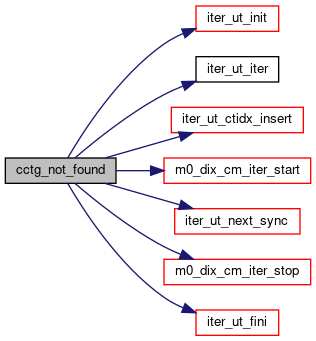 iter_ut_init
iter_ut_iter
iter_ut_ctidx_insert
cctg_not_found
m0_dix_cm_iter_start
iter_ut_next_sync
m0_dix_cm_iter_stop
iter_ut_fini